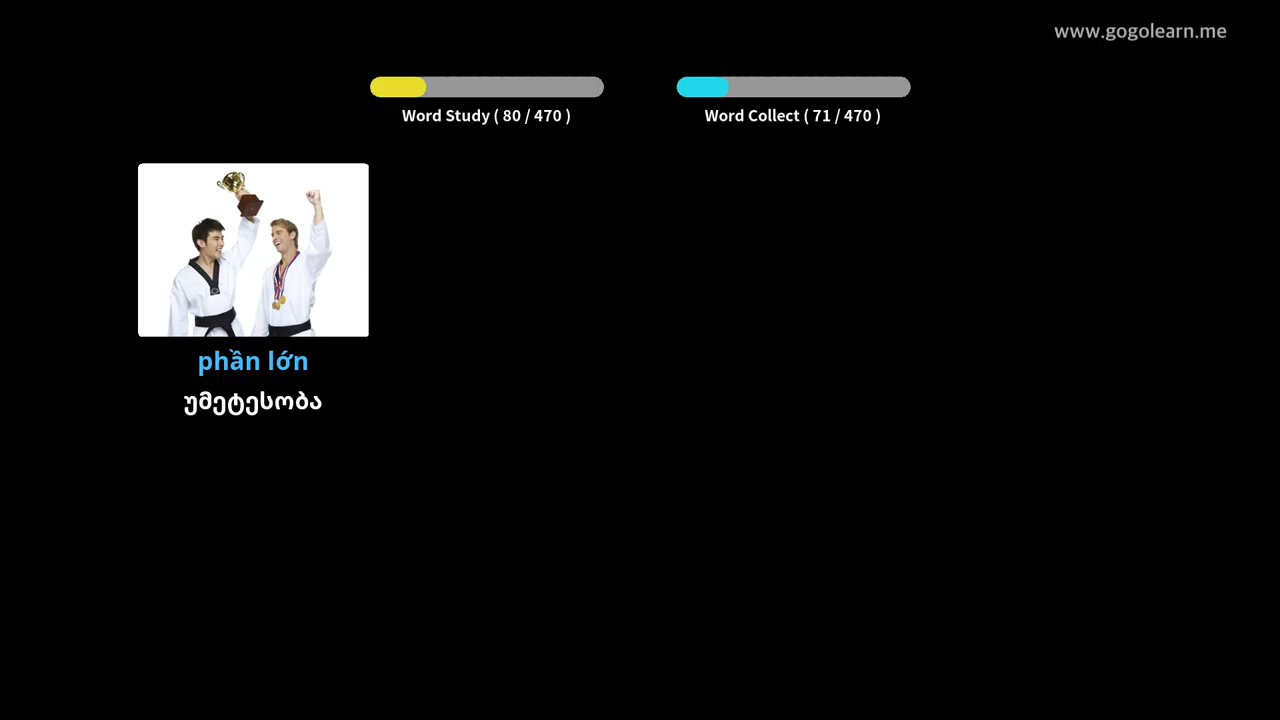 www.gogolearn.me
Word Study ( 80 / 470 )
Word Collect ( 71 / 470 )
phần lớn
უმეტესობა